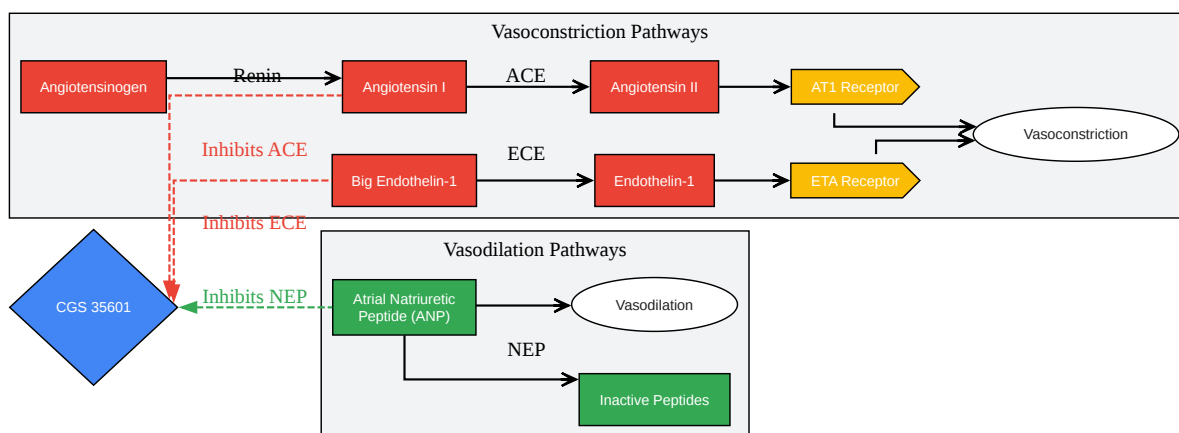 Vasoconstriction Pathways
Angiotensinogen
Renin
Angiotensin I
ACE
Angiotensin II
AT1 Receptor
Vasoconstriction
Inhibits ACE
Big Endothelin-1
ECE
Endothelin-1
ETA Receptor
Inhibits ECE
Vasodilation Pathways
CGS 35601
Inhibits NEP
Atrial Natriuretic
Peptide (ANP)
Vasodilation
NEP
Inactive Peptides